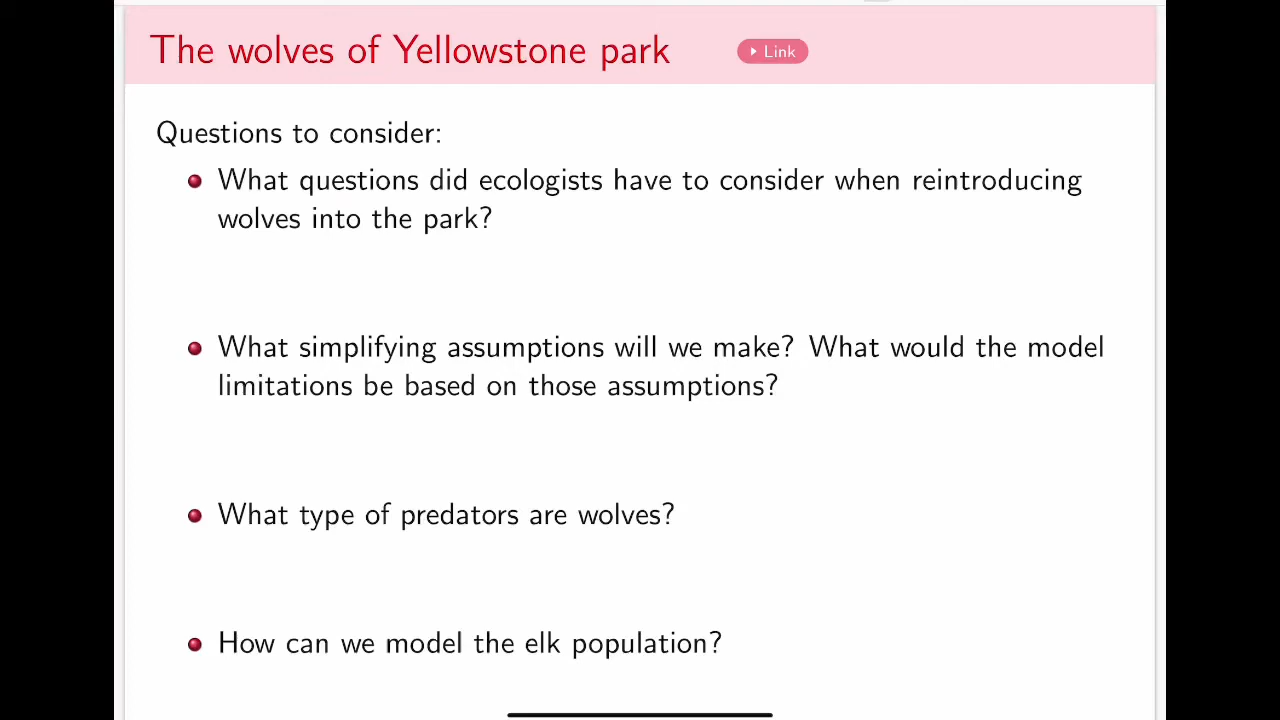 The wolves of Yellowstone park
Link
Questions to consider:
What questions did ecologists have to consider when reintroducing
wolves into the park?
What simplifying assumptions will we make? What would the model
limitations be based on those assumptions?
What type of predators are wolves?
How can we model the elk population?